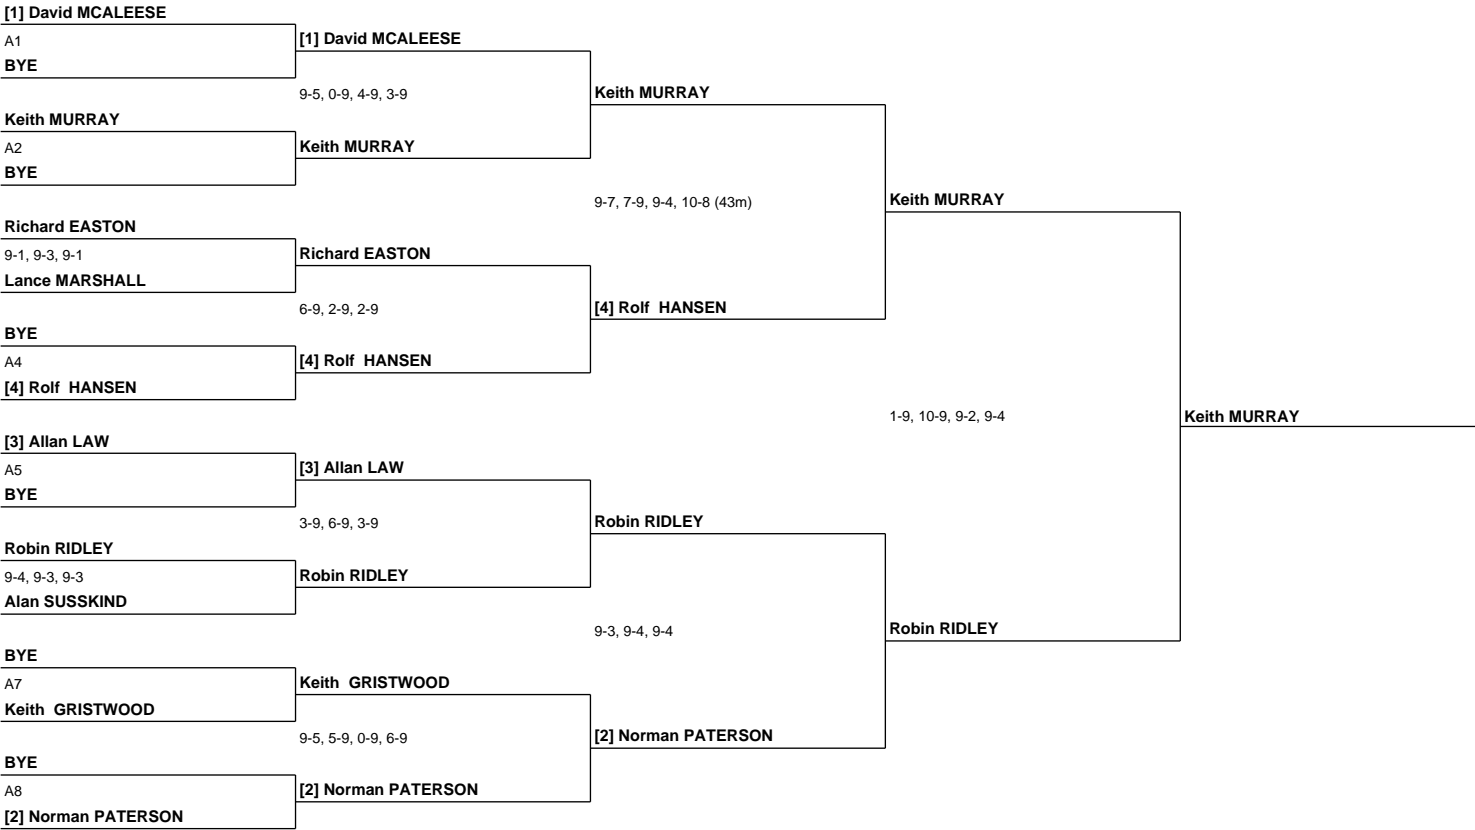 [1] David MCALEESE
A1
BYE
Keith MURRAY
A2
BYE
Richard EASTON
9-1, 9-3, 9-1
Lance MARSHALL
BYE
A4
[4] Rolf  HANSEN
[3] Allan LAW
A5
BYE
Robin RIDLEY
9-4, 9-3, 9-3
Alan SUSSKIND
BYE
A7
Keith  GRISTWOOD
BYE
A8
[2] Norman PATERSON
[1] David MCALEESE
9-5, 0-9, 4-9, 3-9
Keith MURRAY
Richard EASTON
6-9, 2-9, 2-9
[4] Rolf  HANSEN
[3] Allan LAW
3-9, 6-9, 3-9
Robin RIDLEY
Keith  GRISTWOOD
9-5, 5-9, 0-9, 6-9
[2] Norman PATERSON
Keith MURRAY
9-7, 7-9, 9-4, 10-8 (43m)
[4] Rolf  HANSEN
Robin RIDLEY
9-3, 9-4, 9-4
[2] Norman PATERSON
Keith MURRAY
1-9, 10-9, 9-2, 9-4
Robin RIDLEY
Keith MURRAY